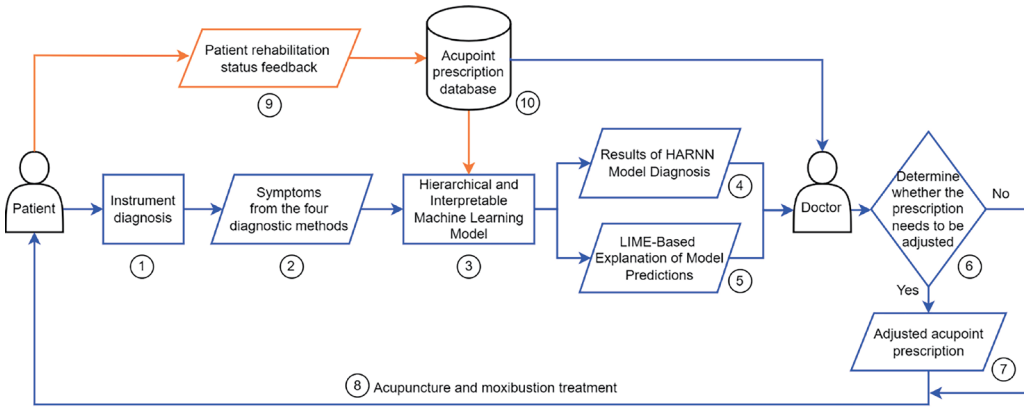 Patient rehabilitation
status feedback
9
Acupoint
prescription
database
10
Patient
Instrument
diagnosis
1
Symptoms
from the four
diagnostic methods
2
Hierarchical and
Interpretable
Machine Learning
Model
3
Results of HARNN
Model Diagnosis
4
LIME-Based
Explanation of Model
Predictions
5
Doctor
Determine
whether the
prescription
needs to be
adjusted
6
No
Yes
Adjusted acupoint
prescription
7
8 Acupuncture and moxibustion treatment